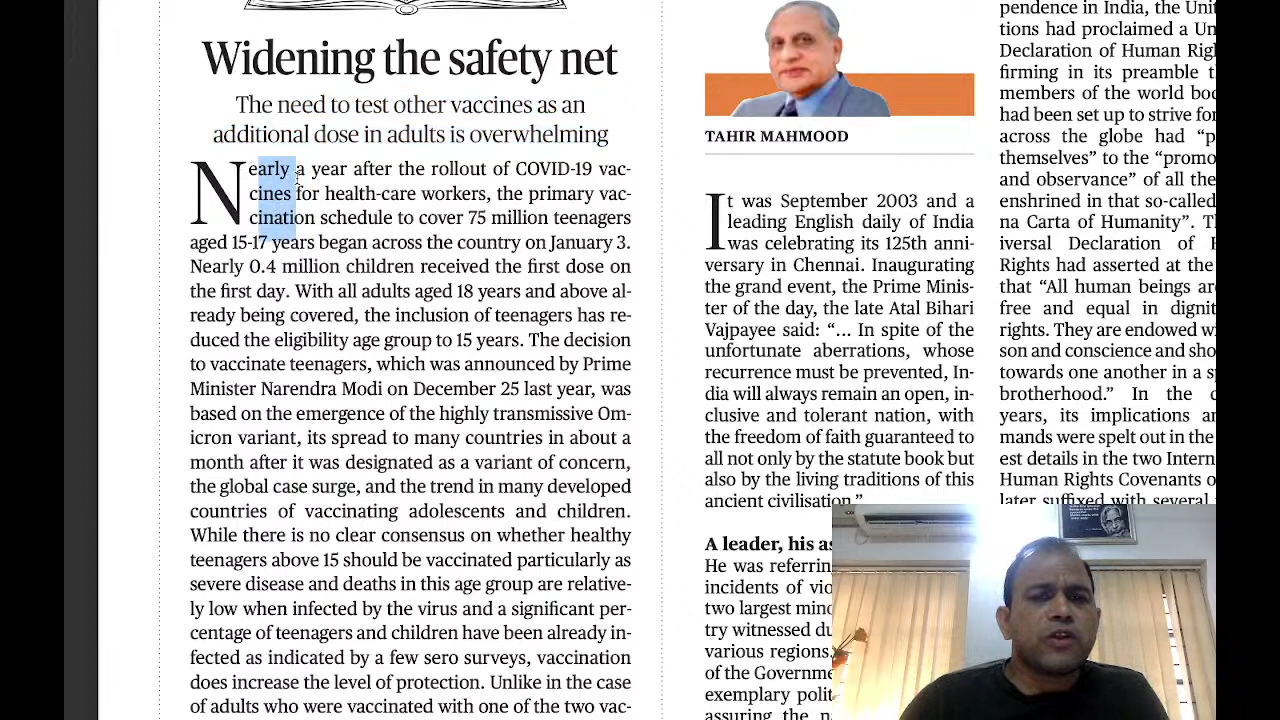 Widening the safety net
The need to test other vaccines as an
additional dose in adults is overwhelming
Nearly a year after the rollout of COVID-19 vac-
cines for health-care workers, the primary vac-
cination schedule to cover 75 million teenagers
aged 15-17 years began across the country on January 3.
Nearly 0.4 million children received the first dose on
the first day. With all adults aged 18 years and above al-
ready being covered, the inclusion of teenagers has re-
duced the eligibility age group to 15 years. The decision
to vaccinate teenagers, which was announced by Prime
Minister Narendra Modi on December 25 last year, was
based on the emergence of the highly transmissive Om-
icron variant, its spread to many countries in about a
month after it was designated as a variant of concern,
the global case surge, and the trend in many developed
countries of vaccinating adolescents and children.
While there is no clear consensus on whether healthy
teenagers above 15 should be vaccinated particularly as
severe disease and deaths in this age group are relative-
ly low when infected by the virus and a significant per-
centage of teenagers and children have been already in-
fected as indicated by a few sero surveys, vaccination
does increase the level of protection. Unlike in the case
of adults who were vaccinated with one of the two vac-
TAHIR MAHMOOD
It was September 2003 and a
leading English daily of India
was celebrating its 125th anni-
versary in Chennai. Inaugurating
the grand event, the Prime Minis-
ter of the day, the late Atal Bihari
Vajpayee said: “... In spite of the
unfortunate aberrations, whose
recurrence must be prevented, In-
dia will always remain an open, in-
clusive and tolerant nation, with
the freedom of faith guaranteed to
all not only by the statute book but
also by the living traditions of this
ancient civilisation.”
A leader, his as
He was referrin
incidents of vio
two largest mino
try witnessed du
various regions.
of the Governme
exemplary polit
assuring the n
pendence in India, the Unit
tions had proclaimed a Un
Declaration of Human Righ
firming in its preamble t
members of the world bod
had been set up to strive for
across the globe had “p
themselves” to the “promo
and observance” of all the
enshrined in that so-called
na Carta of Humanity”. T
iversal Declaration of
Rights had asserted at the
that “All human beings are
free and equal in dignit
rights. They are endowed w
son and conscience and sho
towards one another in a s
brotherhood.” In the
years, its implications an
mands were spelt out in the
est details in the two Intern
Human Rights Covenants o
later suffixed with several